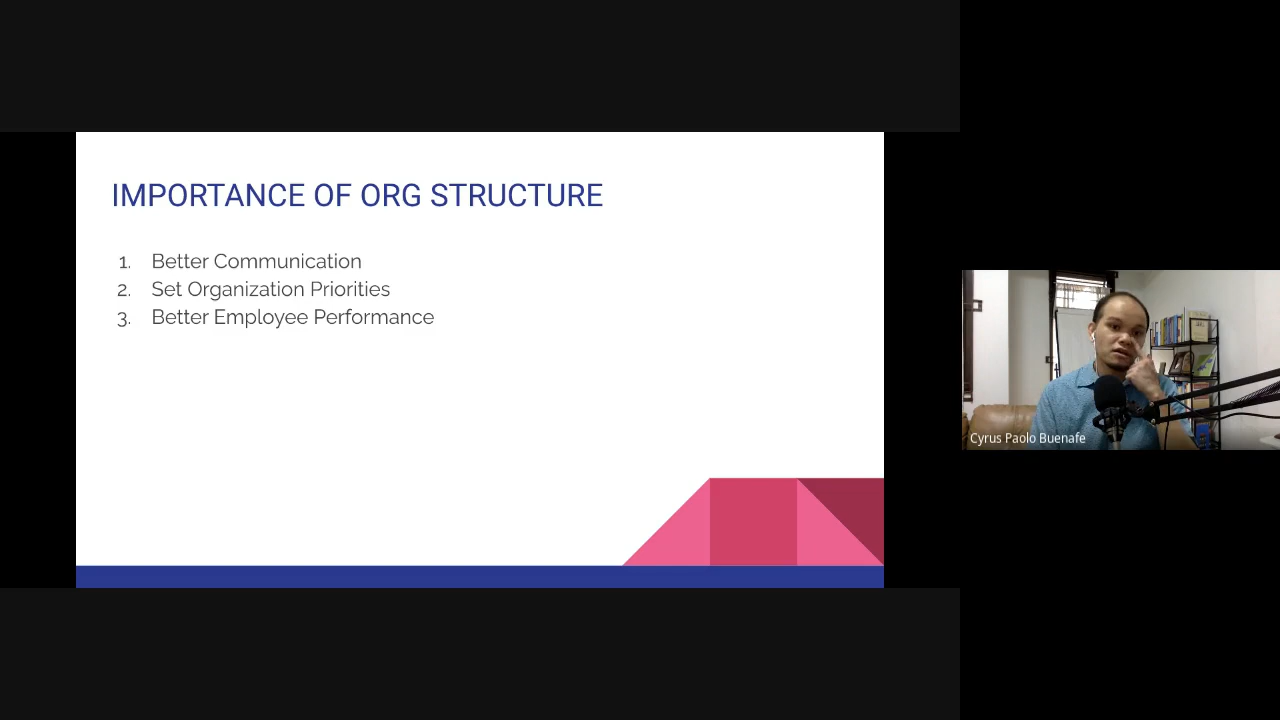 IMPORTANCE OF ORG STRUCTURE
1. Better Communication
2. Set Organization Priorities
3. Better Employee Performance
Cyrus Paolo Buenafe